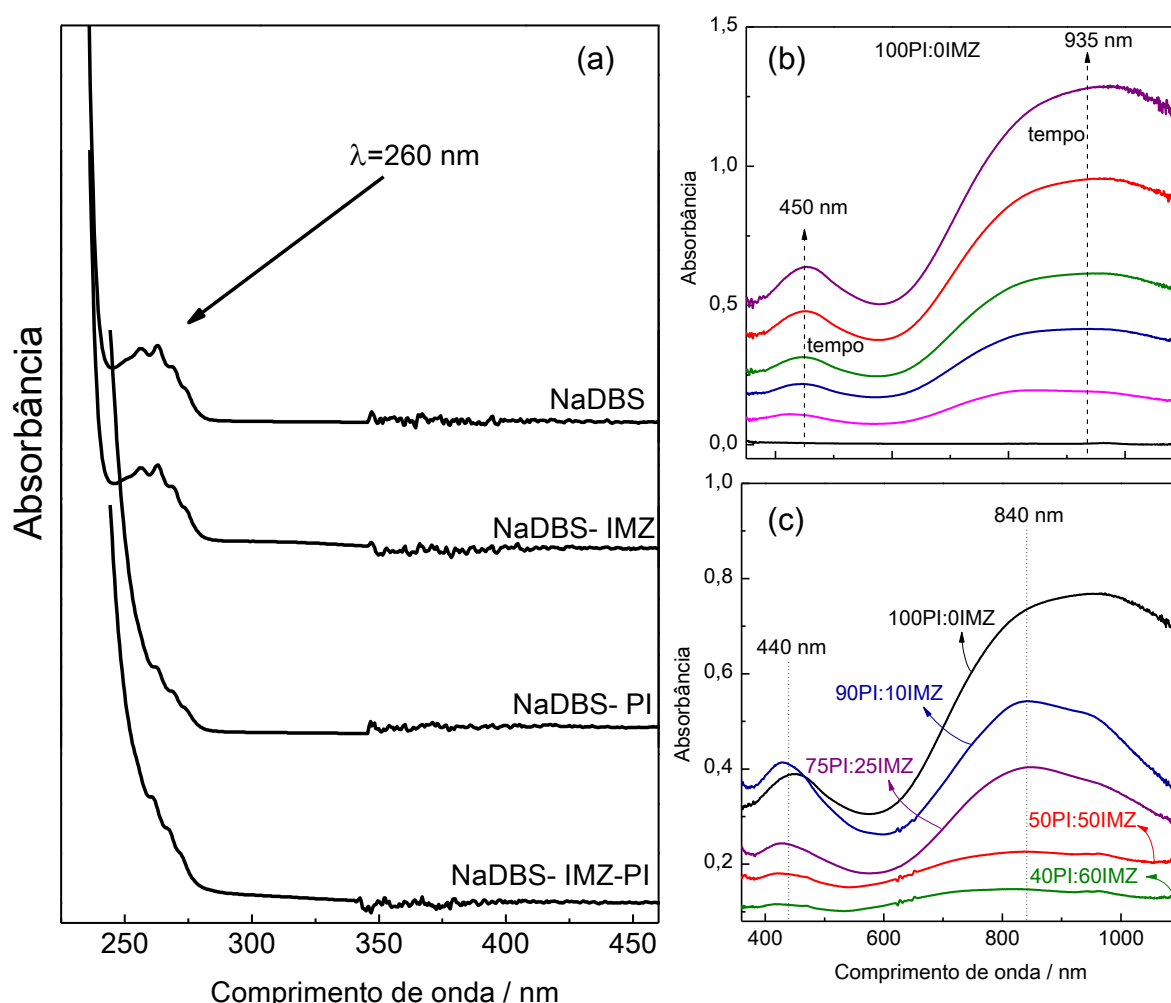 (a)
λ=260 nm
NaDBS
NaDBS- IMZ
NaDBS- PI
NaDBS- IMZ-PI
Absorbância
250 300 350 400 450
Comprimento de onda / nm
(b)
100PI:0IMZ
935 nm
tempo
450 nm
tempo
1,5
1,0
0,5
0,0
Absorbância
1,0
0,8
0,6
0,4
0,2
(c)
840 nm
440 nm
100PI:0IMZ
90PI:10IMZ
75PI:25IMZ
50PI:50IMZ
40PI:60IMZ
Absorbância
400 600 800 1000
Comprimento de onda / nm